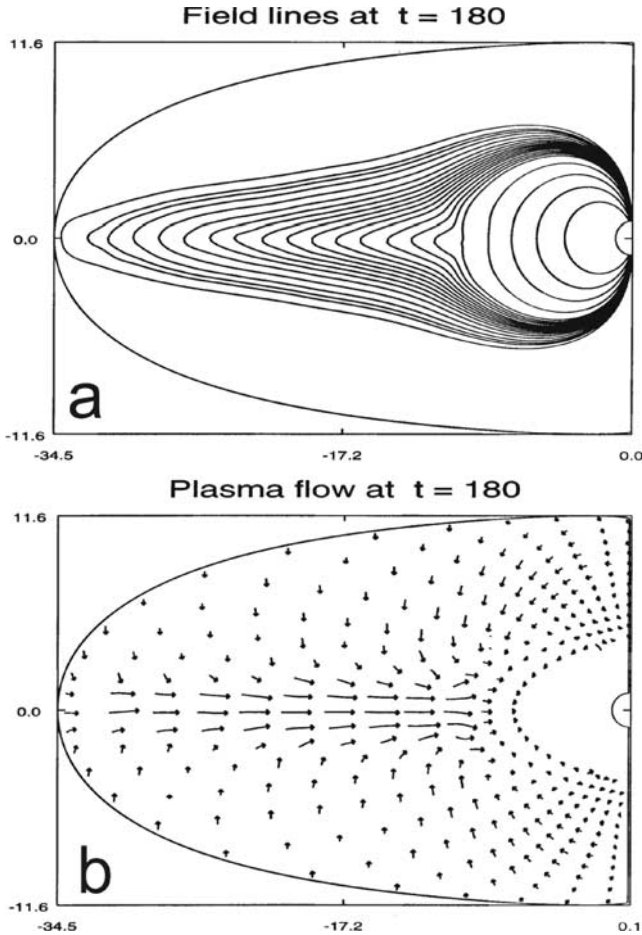 Field lines at t = 180
11.6
0.0
a
-11.6
-34.5 -17.2 0.0
Plasma flow at t = 180
11.6
0.0
b
-11.6
-34.5 -17.2 0.1